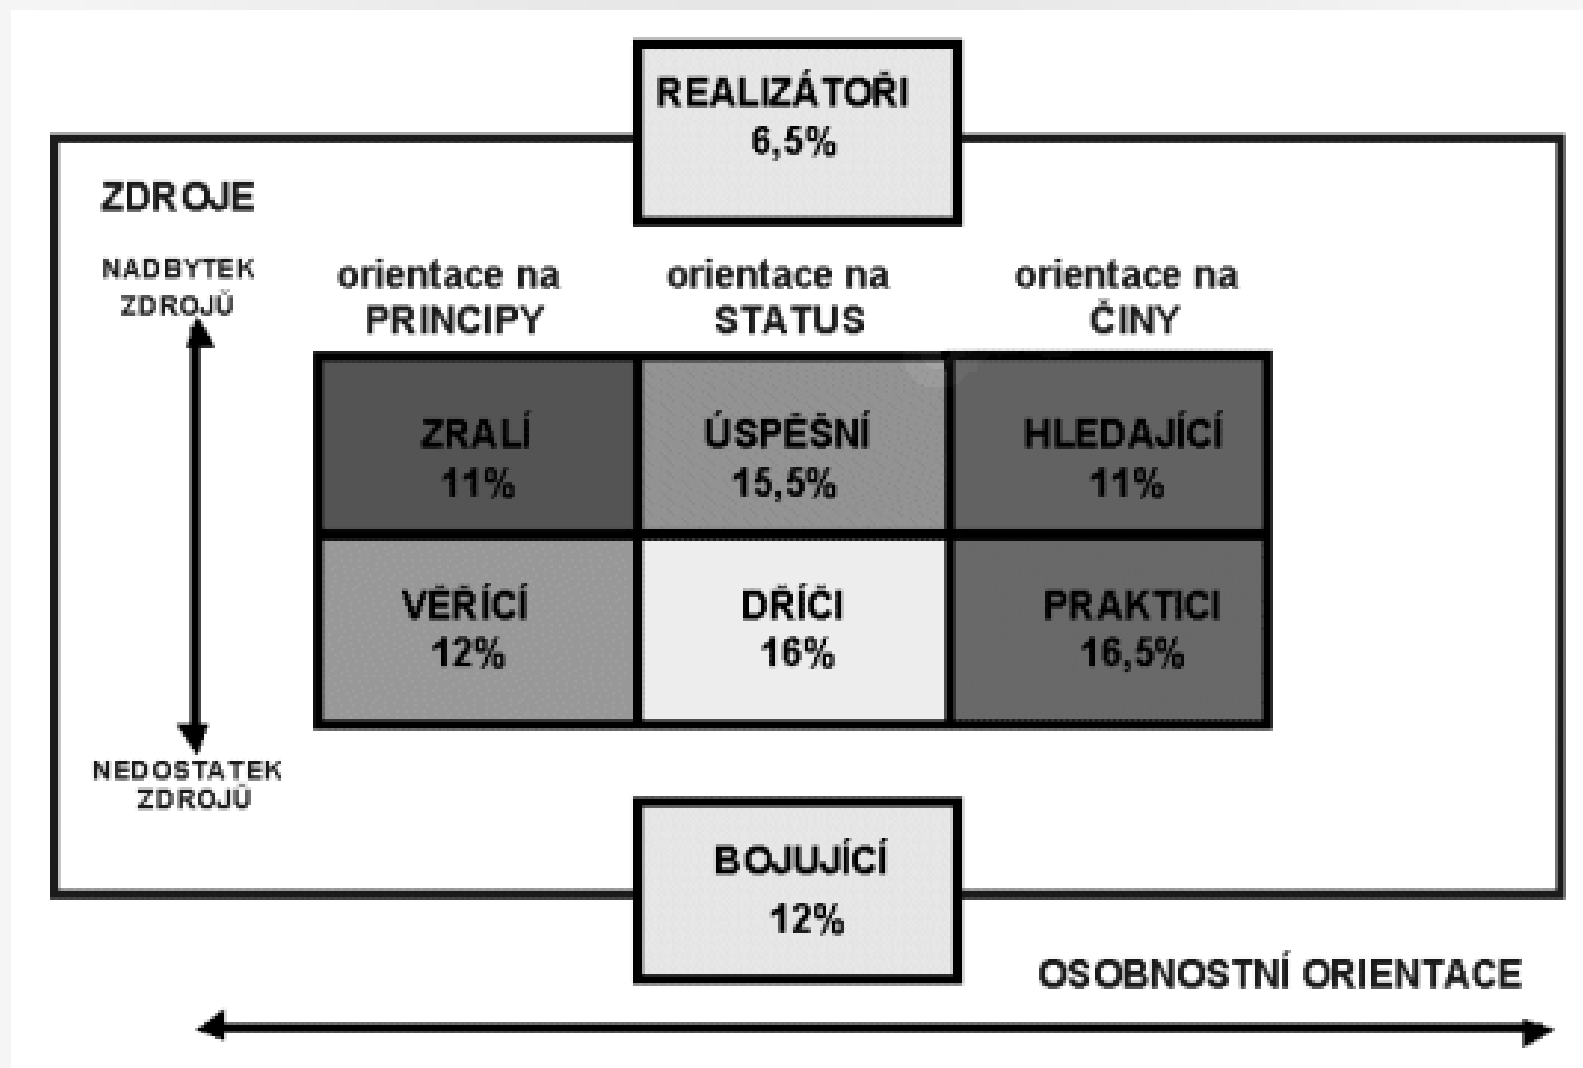 REALIZÁTOŘI
6,5%
ZDROJE
NADBYTEK
ZDROJŮ
orientace na
PRINCIPY
orientace na
STATUS
orientace na
ČINY
ZRALÍ
11%
ÚSPĚŠNÍ
15,5%
HLEDAJÍCÍ
11%
VĚŘÍCÍ
12%
DŘÍČI
16%
PRAKTICI
16,5%
NEDOSTATEK
ZDROJŮ
BOJUJÍCÍ
12%
OSOBNOSTNÍ ORIENTACE